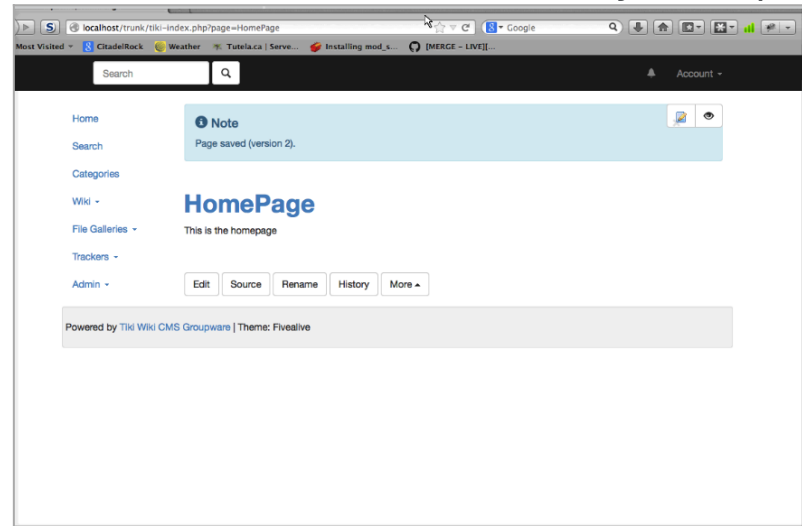 localhost/trunk/tiki-index.php?page=HomePage
Google
Most Visited
CitadelRock
Weather
Tutela.ca | Serve...
Installing mod_s...
[MERGE – LIVE][...
Search
Account
Home
Search
Categories
Wiki
File Galleries
Trackers
Admin
Note
Page saved (version 2).
HomePage
This is the homepage
Edit
Source
Rename
History
More
Powered by Tiki Wiki CMS Groupware | Theme: Fivealive